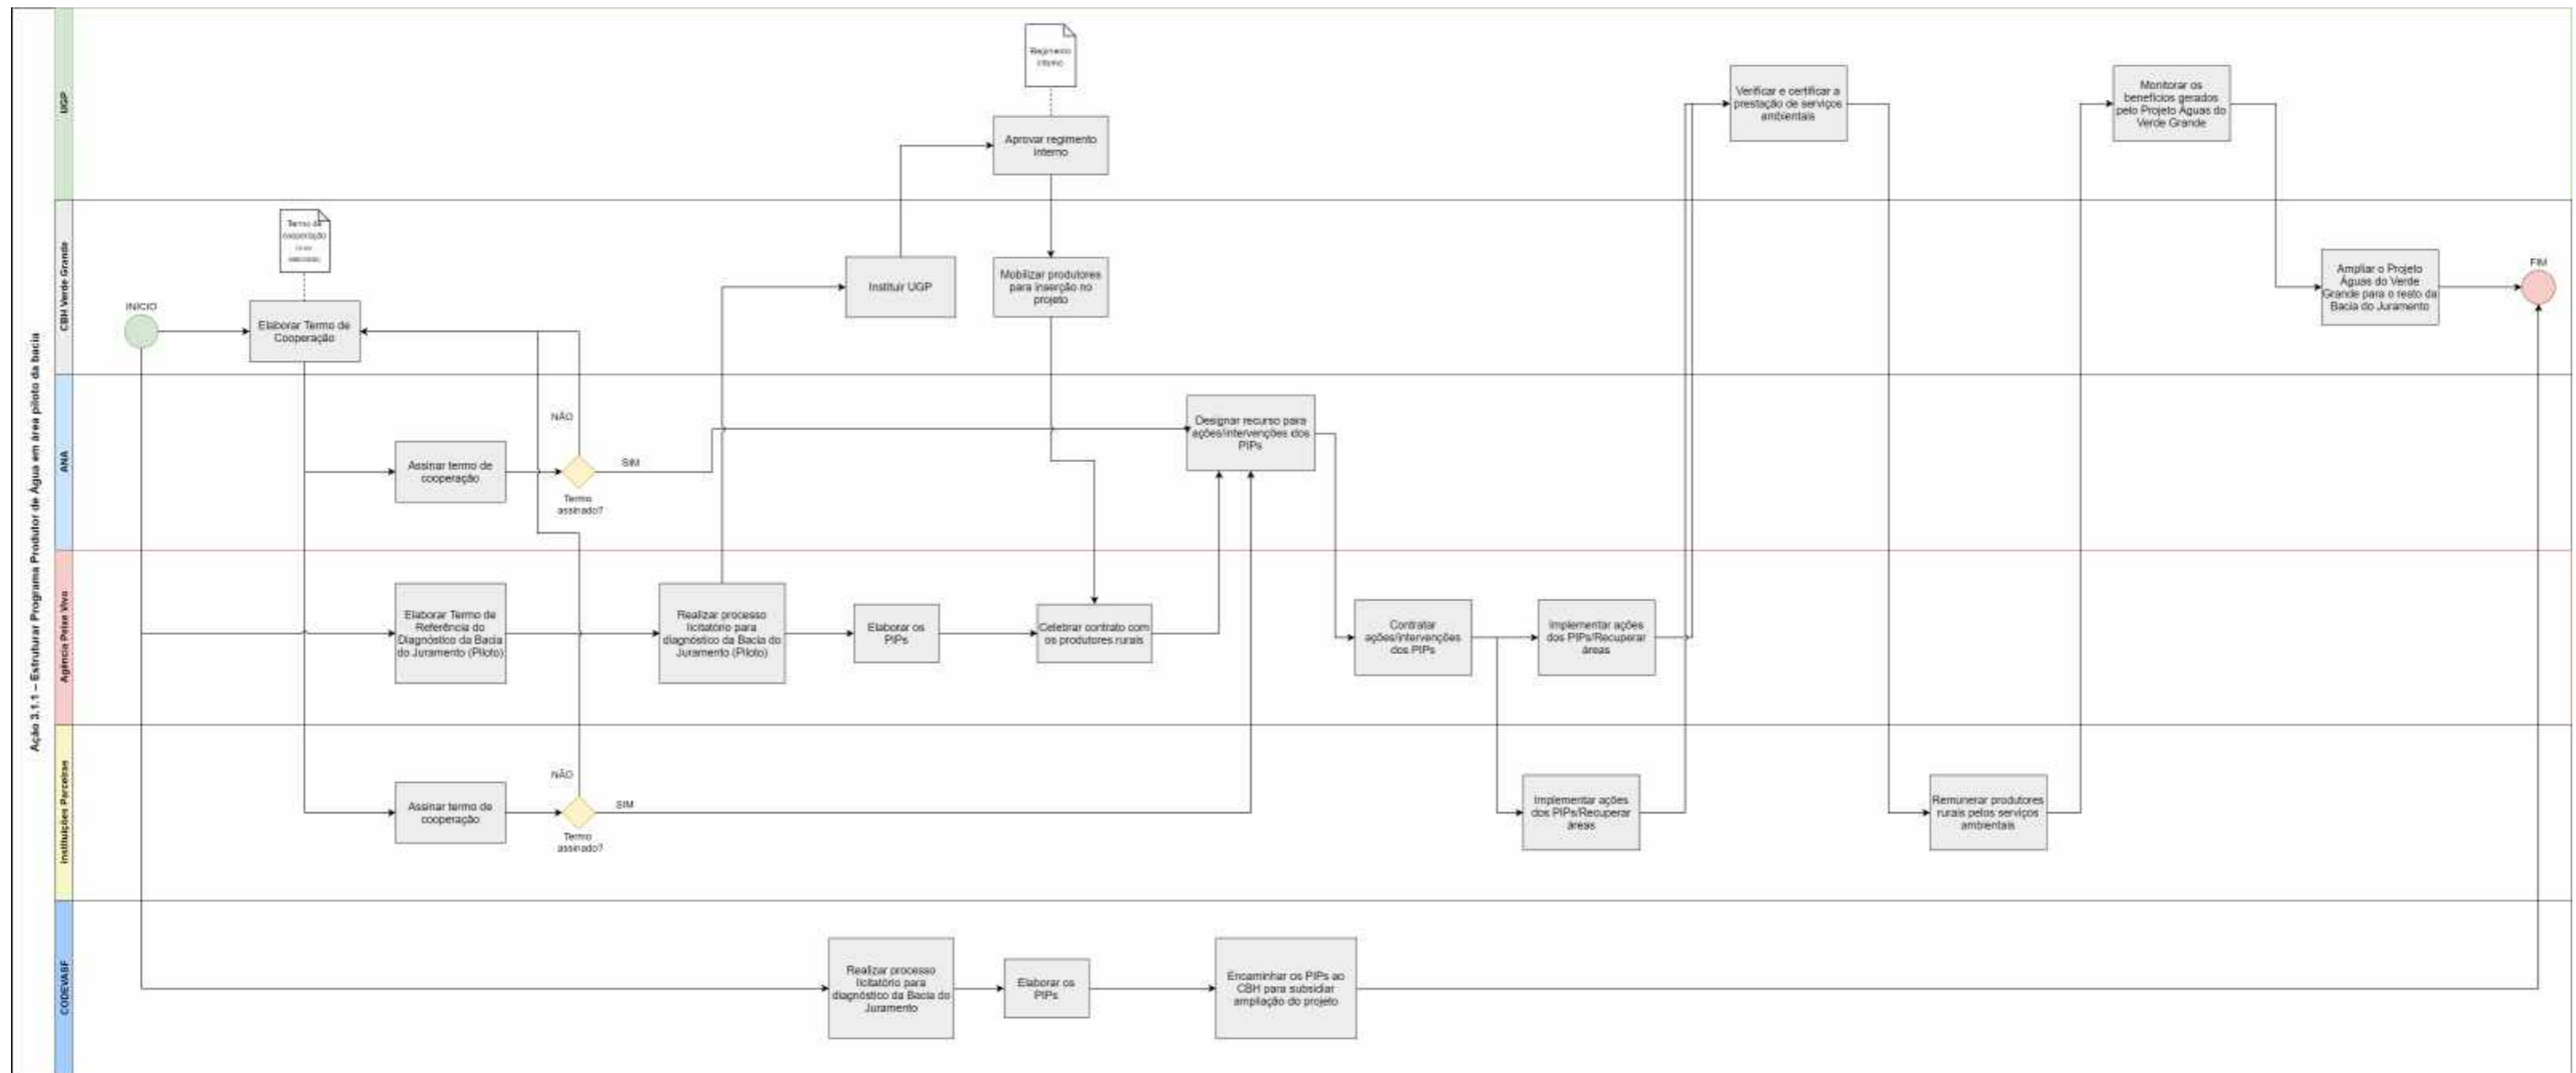 Ação 3.1.1 – Estruturar Programa Produtor de Água em área piloto da bacia
UGP
Regimento
interno
Aprovar regimento
interno
Verificar e certificar a
prestação de serviços
ambientais
Monitorar os
benefícios gerados
pelo Projeto Águas do
Verde Grande
CBH Verde Grande
INÍCIO
Termo de
cooperação
Elaborar Termo de
Cooperação
Instituir UGP
Mobilizar produtores
para inserção no
projeto
Ampliar o Projeto
Águas do Verde
Grande para o resto da
Bacia do Juramento
FIM
ANA
Assinar termo de
cooperação
NÃO
SIM
Termo
assinado?
Designar recurso para
ações/intervenções dos
PIPs
Agência Peixe Vivo
Elaborar Termo de
Referência do
Diagnóstico da Bacia
do Juramento (Piloto)
Realizar processo
licitatório para
diagnóstico da Bacia do
Juramento (Piloto)
Elaborar os
PIPs
Celebrar contrato com
os produtores rurais
Contratar
ações/intervenções
dos PIPs
Implementar ações
dos PIPs/Recuperar
áreas
Instituições Parceiras
Assinar termo de
cooperação
NÃO
SIM
Termo
assinado?
Implementar ações
dos PIPs/Recuperar
áreas
Remunerar produtores
rurais pelos serviços
ambientais
CODEVASF
Realizar processo
licitatório para
diagnóstico da Bacia do
Juramento
Elaborar os
PIPs
Encaminhar os PIPs ao
CBH para subsidiar
ampliação do projeto